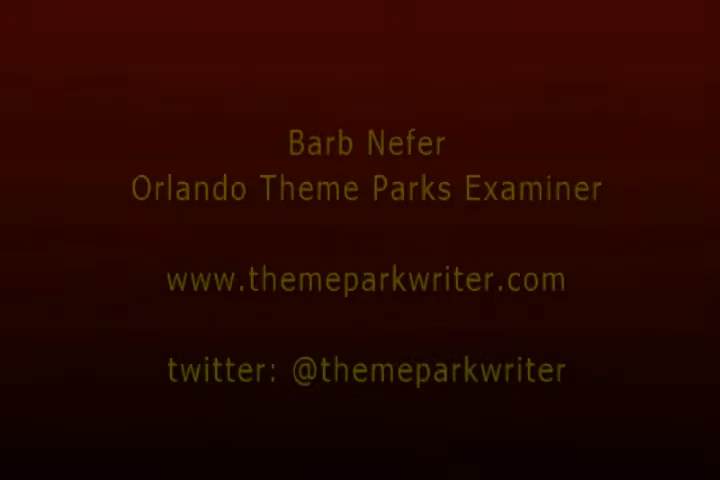 Barb Nefer
Orlando Theme Parks Examiner
www.themeparkwriter.com
twitter: @themeparkwriter